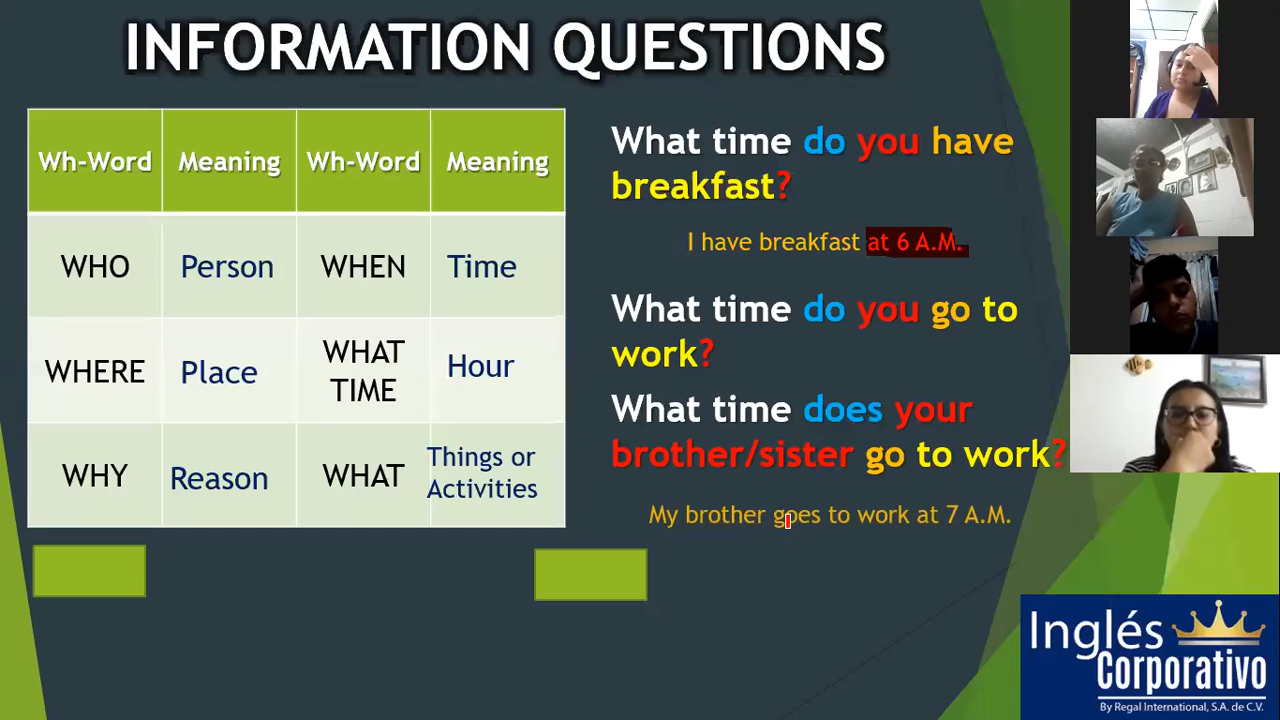 INFORMATION QUESTIONS
Wh-Word Meaning Wh-Word Meaning
WHO Person WHEN Time
WHERE Place WHAT TIME Hour
WHY Reason WHAT Things or Activities
What time do you have
breakfast?
I have breakfast at 6 A.M.
What time do you go to
work?
What time does your
brother/sister go to work?
My brother goes to work at 7 A.M.
Inglés
Corporativo
By Regal International, S.A. de C.V.